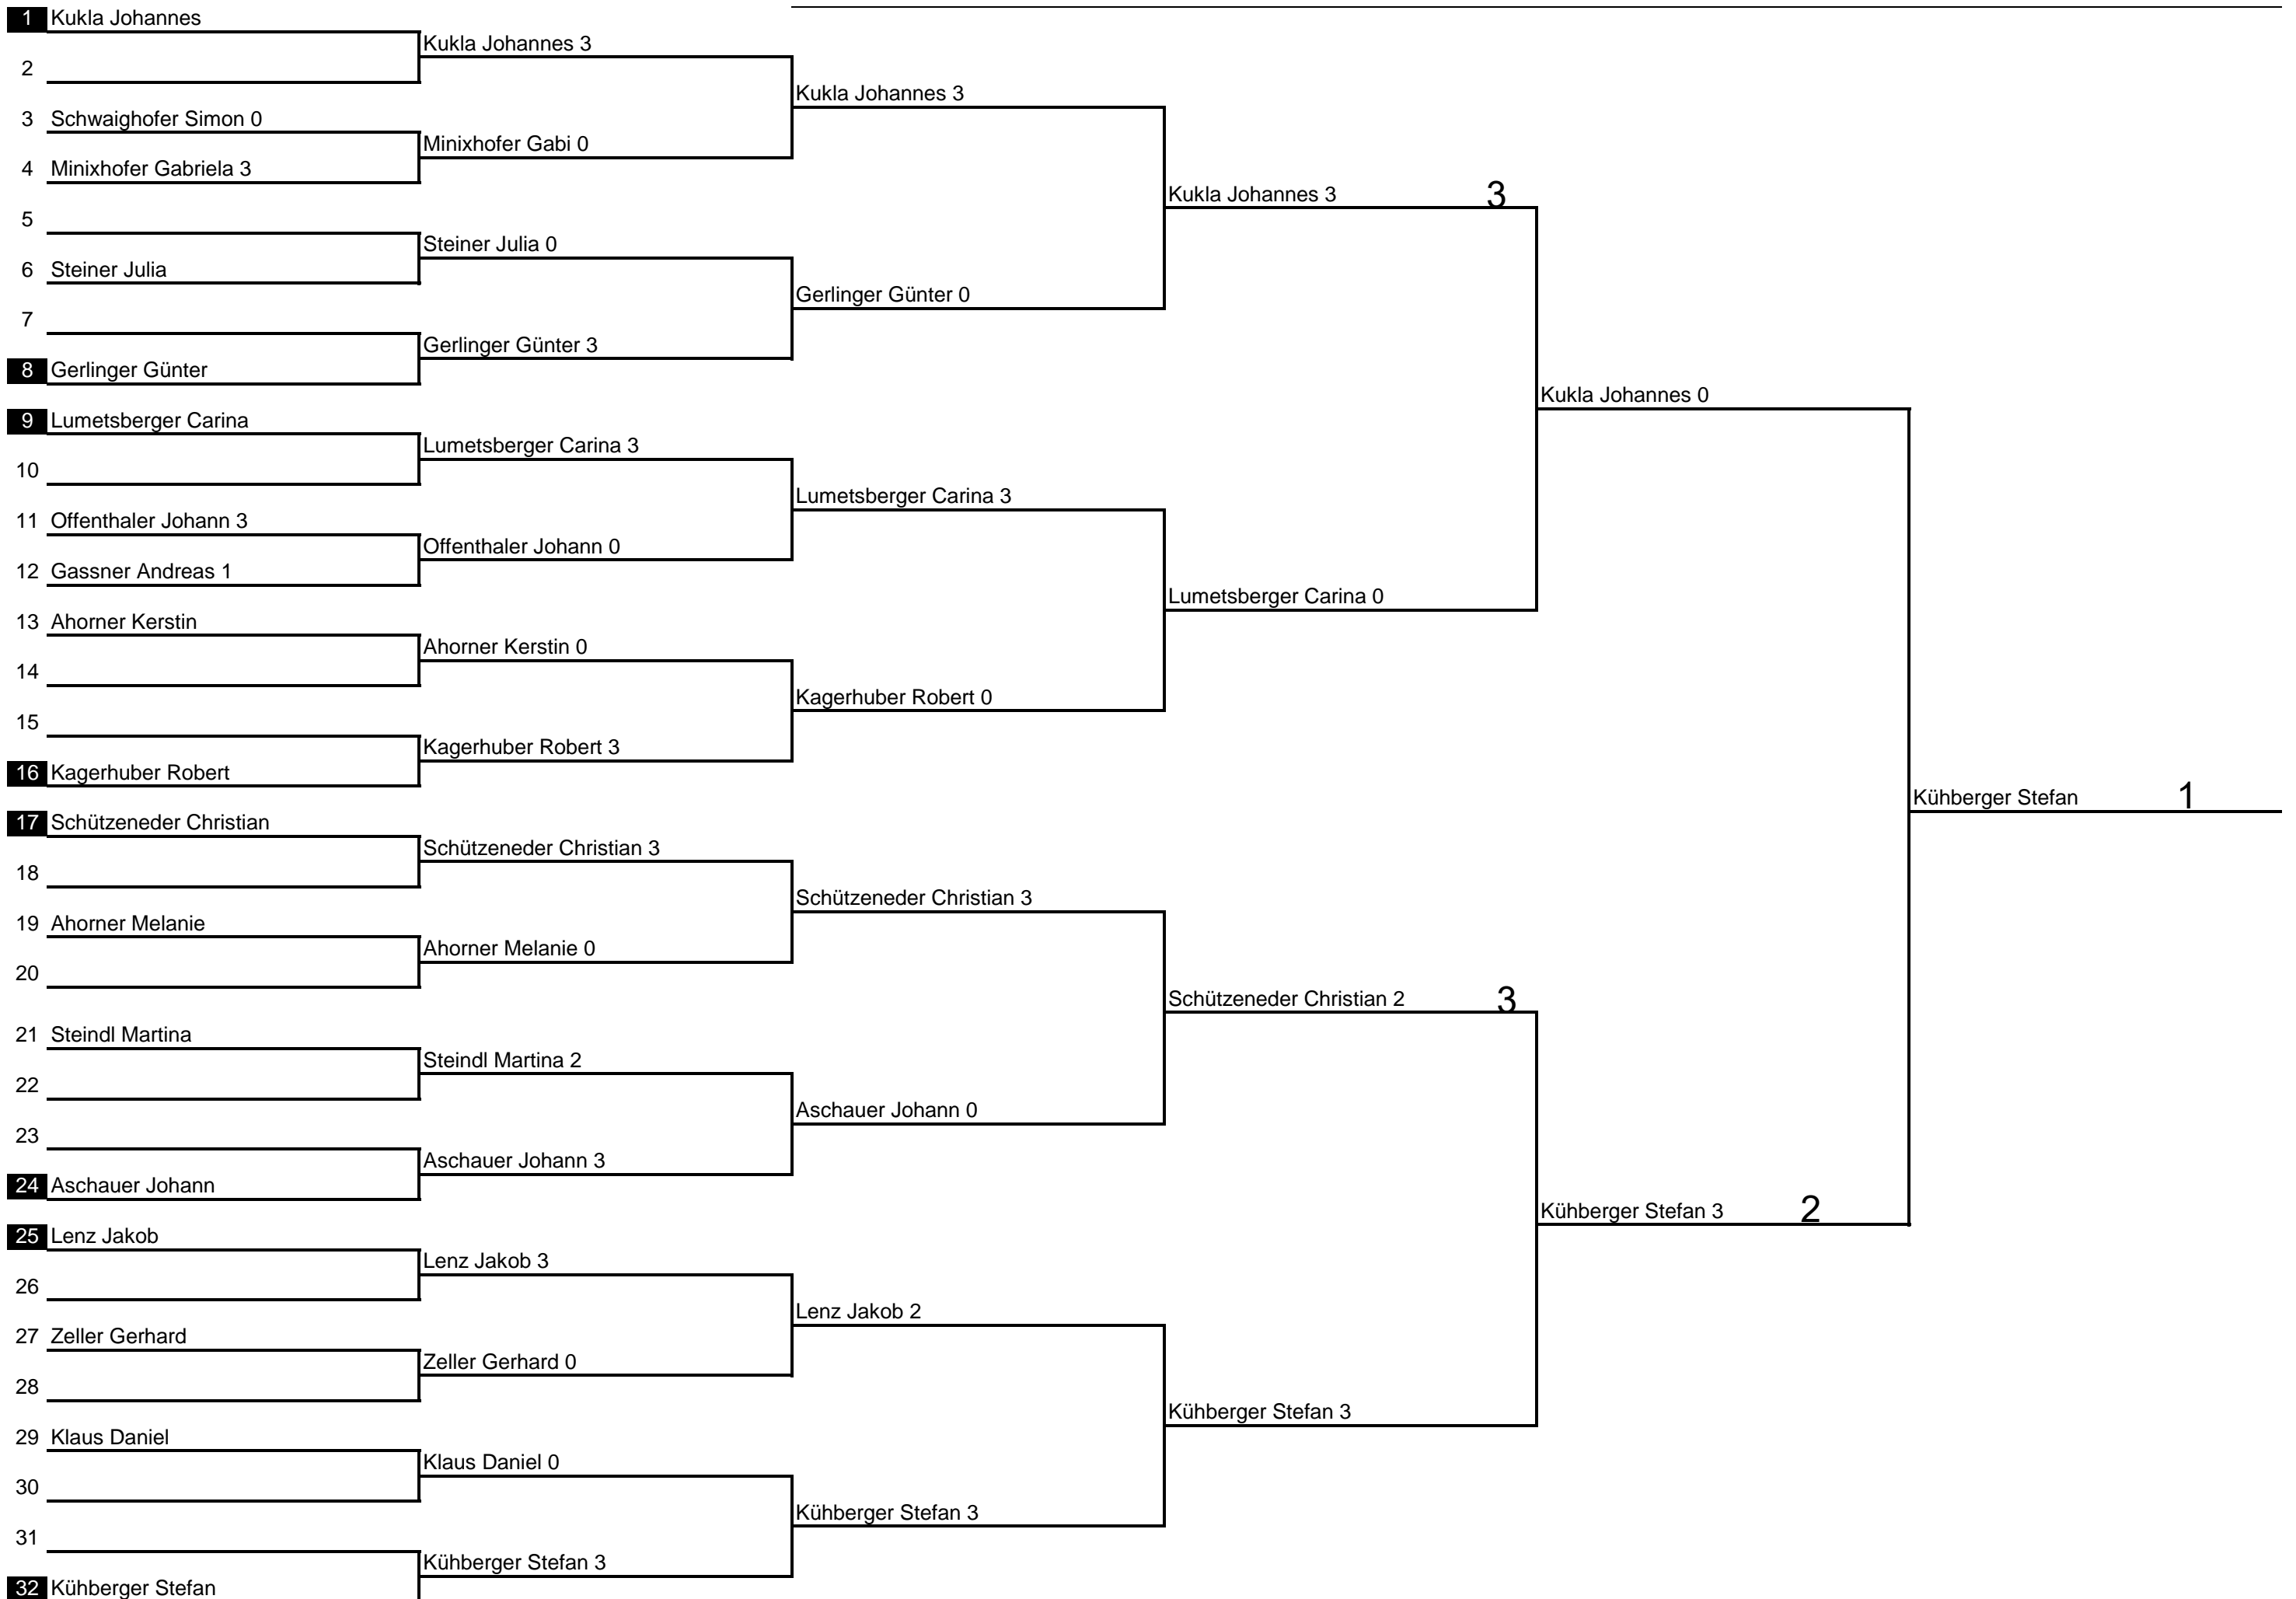 1 Kukla Johannes
Kukla Johannes 3
2
Kukla Johannes 3
3 Schwaighofer Simon 0
Minixhofer Gabi 0
4 Minixhofer Gabriela 3
Kukla Johannes 3 3
5
Steiner Julia 0
6 Steiner Julia
Gerlinger Günter 0
7
Gerlinger Günter 3
8 Gerlinger Günter
Kukla Johannes 0
9 Lumetsberger Carina
Lumetsberger Carina 3
10
Lumetsberger Carina 3
11 Offenthaler Johann 3
Offenthaler Johann 0
12 Gassner Andreas 1
Lumetsberger Carina 0
13 Ahorner Kerstin
Ahorner Kerstin 0
14
Kagerhuber Robert 0
15
Kagerhuber Robert 3
16 Kagerhuber Robert
Kühberger Stefan 1
17 Schützeneder Christian
Schützeneder Christian 3
18
Schützeneder Christian 3
19 Ahorner Melanie
Ahorner Melanie 0
20
Schützeneder Christian 2 3
21 Steindl Martina
Steindl Martina 2
22
Aschauer Johann 0
23
Aschauer Johann 3
24 Aschauer Johann
Kühberger Stefan 3 2
25 Lenz Jakob
Lenz Jakob 3
26
Lenz Jakob 2
27 Zeller Gerhard
Zeller Gerhard 0
28
Kühberger Stefan 3
29 Klaus Daniel
Klaus Daniel 0
30
Kühberger Stefan 3
31
Kühberger Stefan 3
32 Kühberger Stefan